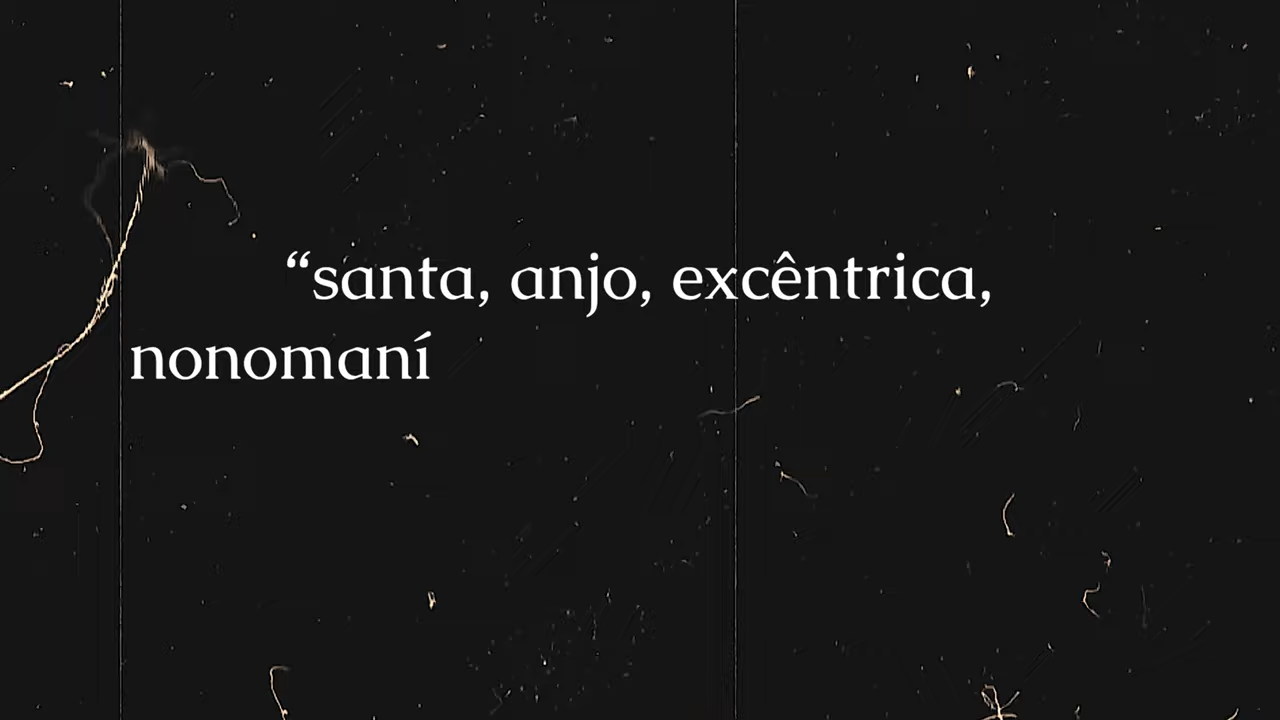 “santa, anjo, excêntrica,
nonomaní